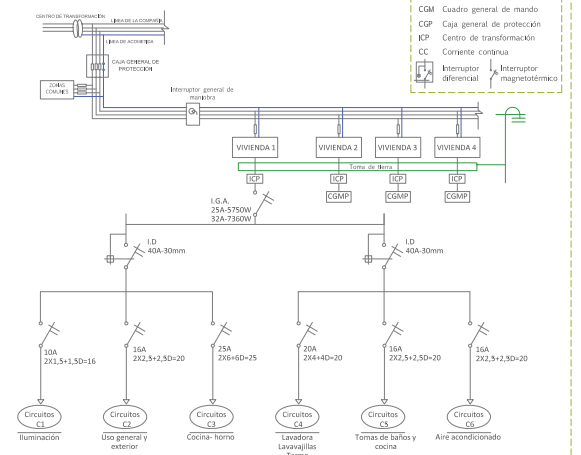 CENTRO DE TRANSFORMACIÓN
LINEA DE LA COMPAÑÍA
LINEA DE ACOMETIDA
CAJA GENERAL DE
PROTECCIÓN
ZONAS
COMUNES
Interruptor general de
maniobra
CGM Cuadro general de mando
CGP Caja general de protección
ICP Centro de transformación
CC Corriente continua
Interruptor
diferencial
Interruptor
magnetotérmico
VIVIENDA 1
VIVIENDA 2
VIVIENDA 3
VIVIENDA 4
Toma de tierra
ICP
ICP
ICP
ICP
CGMP
CGMP
CGMP
I.G.A.
25A-5750W
32A-7360W
I.D
40A-30mm
I.D
40A-30mm
10A
2X1,5+1,5D=16
16A
2X2,5+2,5D=20
25A
2X6+6D=25
20A
2X4+4D=20
16A
2X2,5+2,5D=20
16A
2X2,5+2,5D=20
Circuitos
C1
Circuitos
C2
Circuitos
C3
Circuitos
C4
Circuitos
C5
Circuitos
C6
Iluminación
Uso general y
exterior
Cocina- horno
Lavadora
Lavavajillas
Termo
Tomas de baños y
cocina
Aire acondicionado